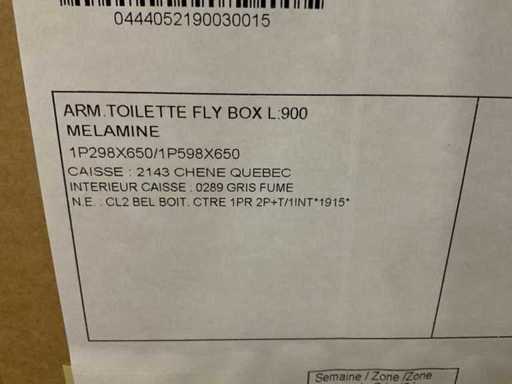 0444052190030015
ARM.TOILETTE FLY BOX L:900
MELAMINE
1P298X650/1P598X650
CAISSE : 2143 CHENE QUEBEC
INTERIEUR CAISSE : 0289 GRIS FUME
N.E. : CL2 BEL BOIT. CTRE 1PR 2P+T/1INT*1915*
Semaine / Zone /Zone